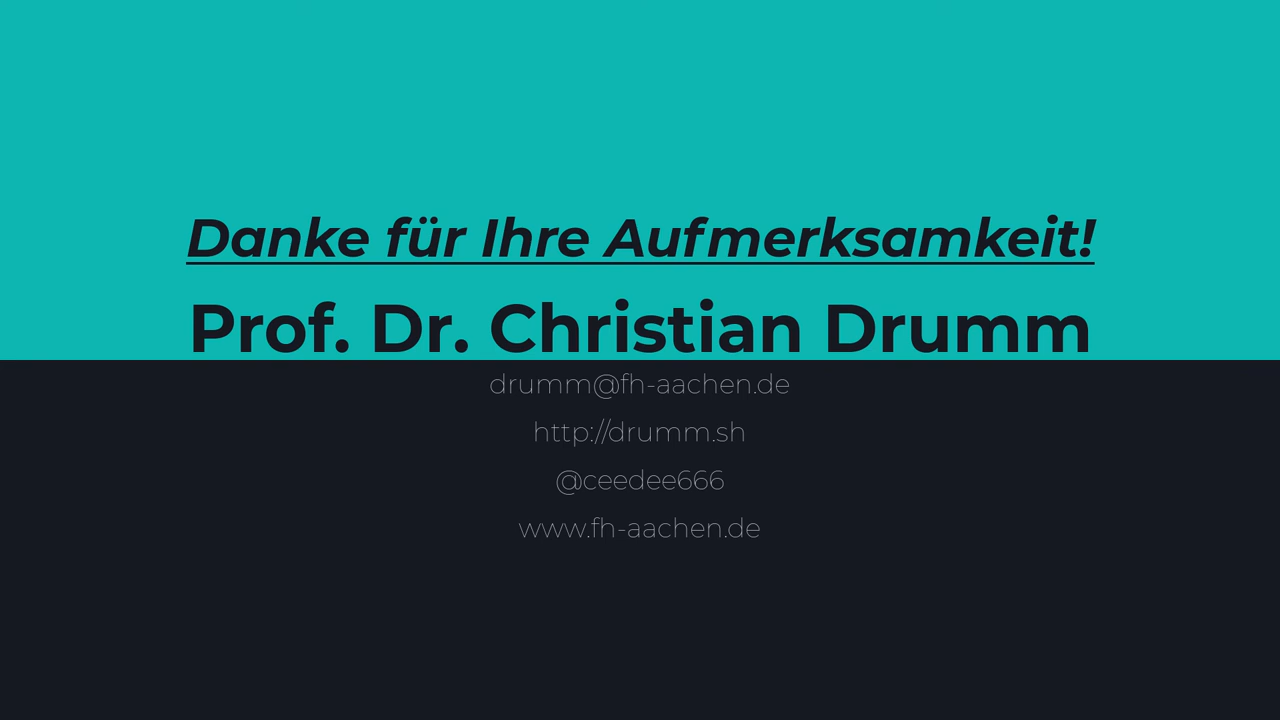 Danke für Ihre Aufmerksamkeit!
Prof. Dr. Christian Drumm
drumm@fh-aachen.de
http://drumm.sh
@ceedee666
www.fh-aachen.de